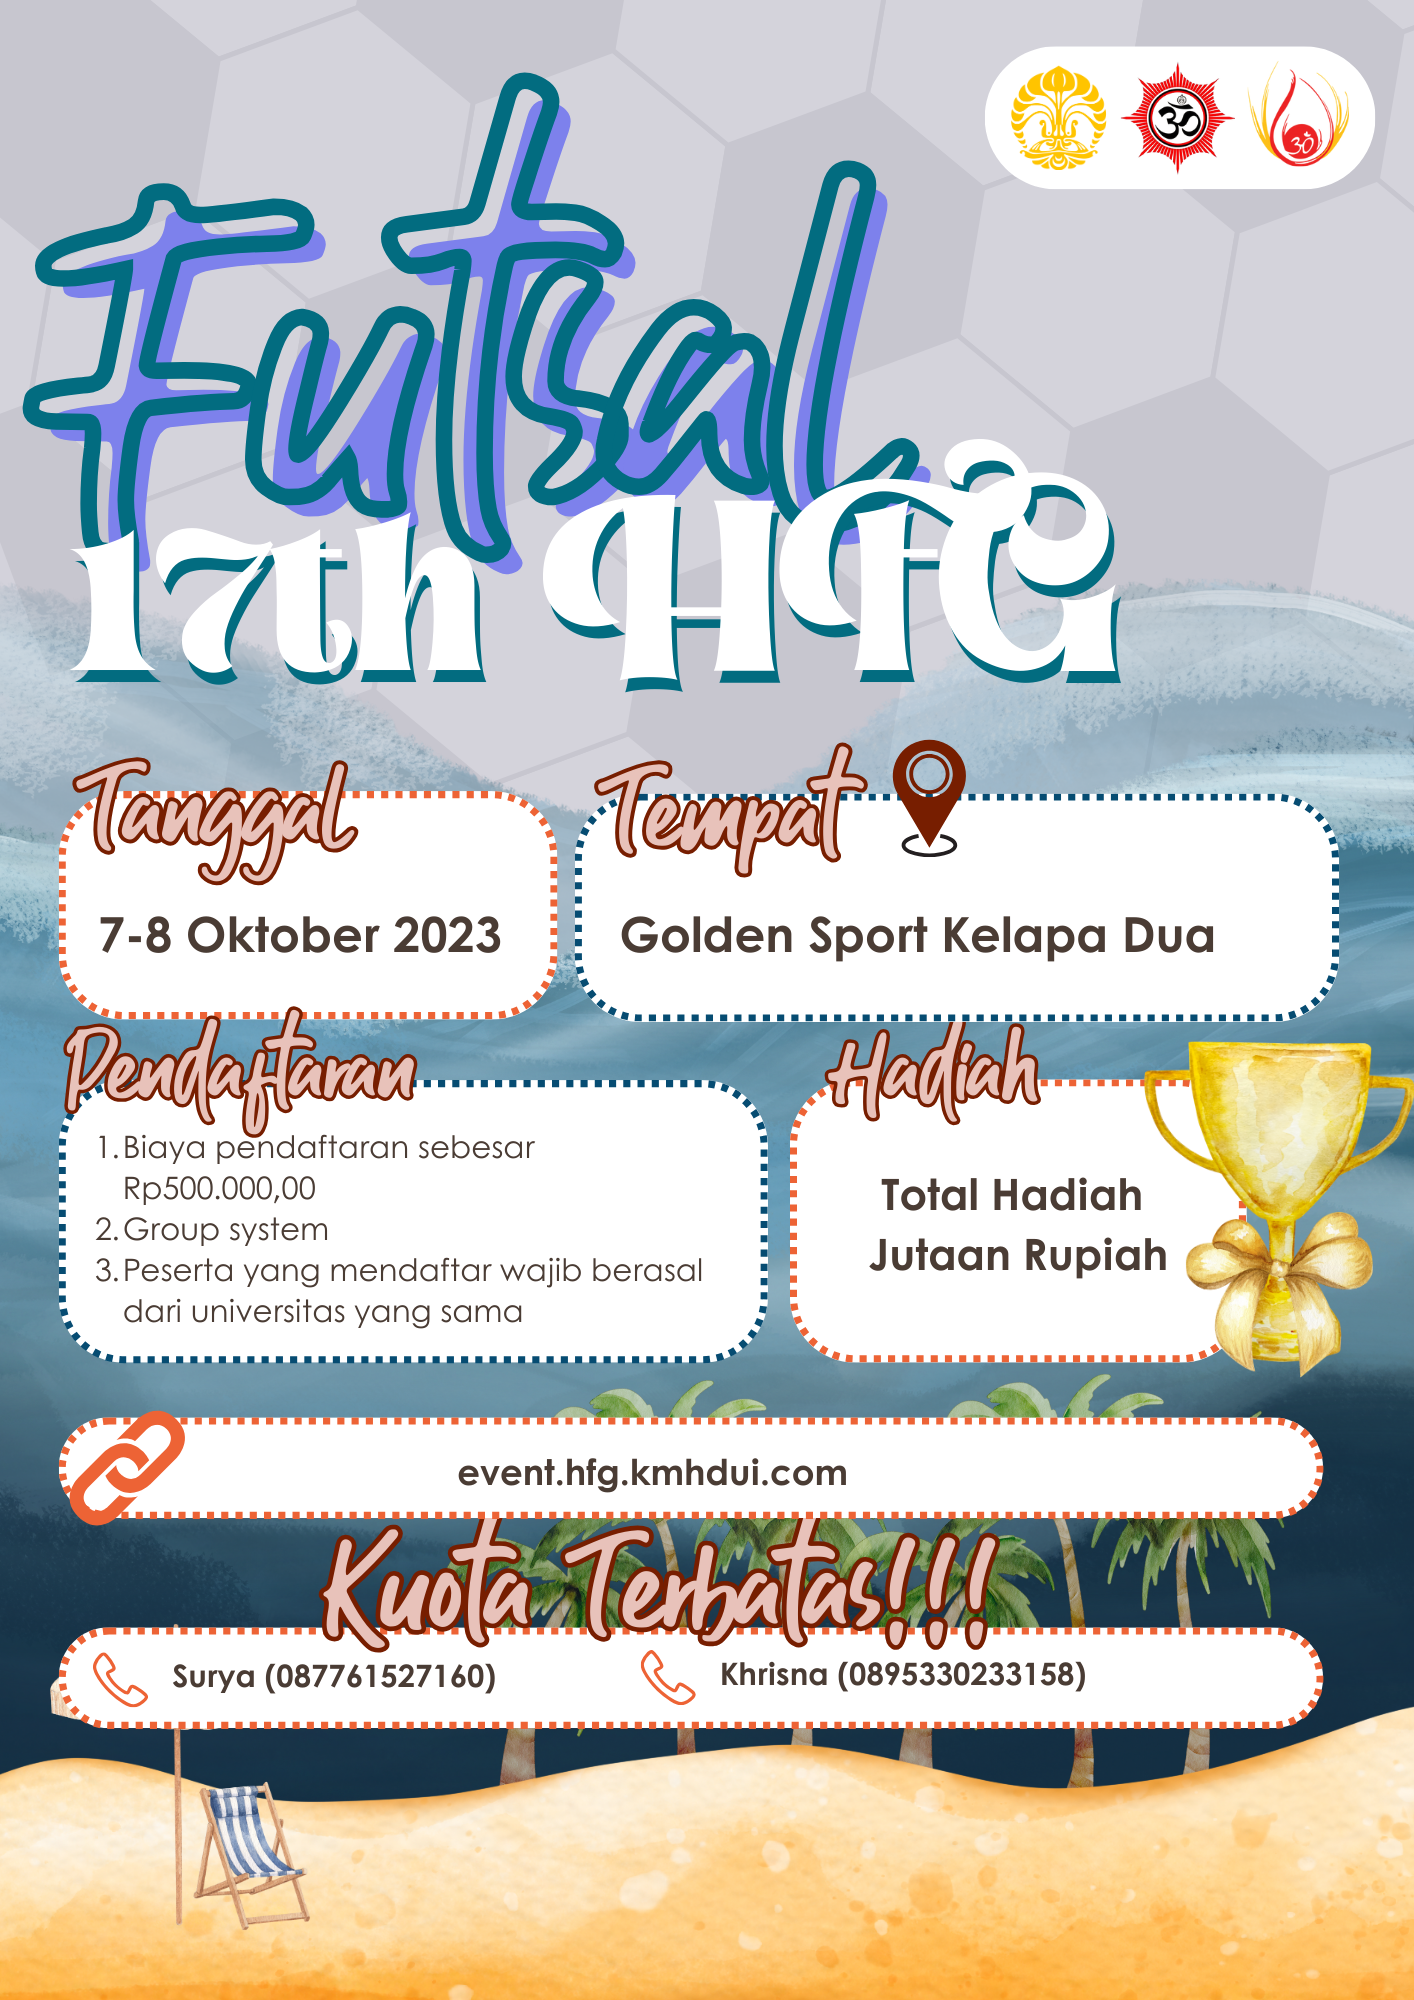 Futsal
17th HFG
Tanggal
7-8 Oktober 2023
Tempat
Golden Sport Kelapa Dua
Pendaftaran
1. Biaya pendaftaran sebesar
Rp500.000,00
2. Group system
3. Peserta yang mendaftar wajib berasal
dari universitas yang sama
Hadiah
Total Hadiah
Jutaan Rupiah
event.hfg.kmhdui.com
Kuota Terbatas!!!
Surya (087761527160)
Khrisna (0895330233158)